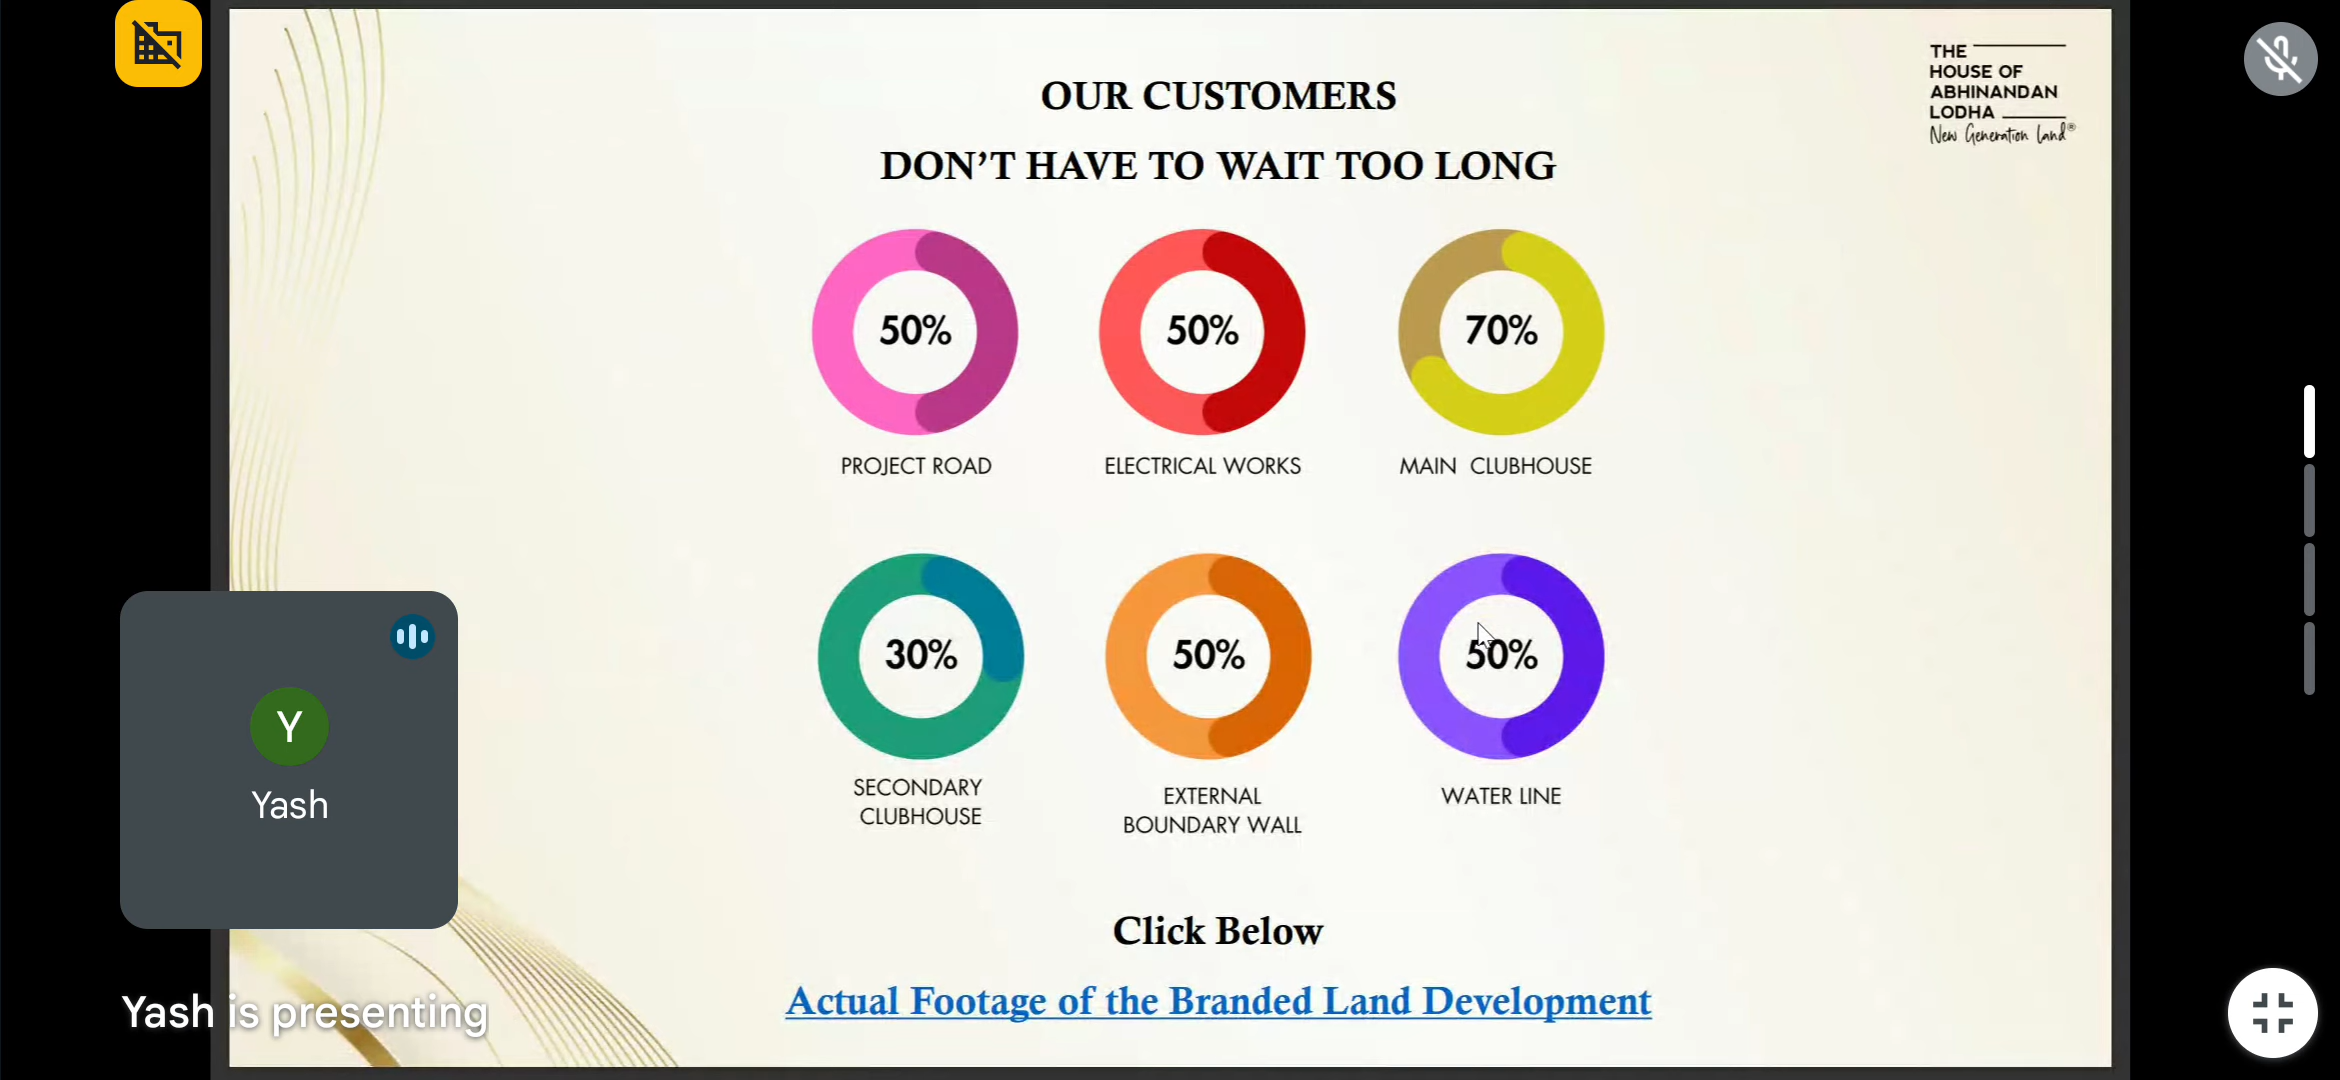 OUR CUSTOMERS
DON’T HAVE TO WAIT TOO LONG
THE
HOUSE OF
ABHINANDAN
LODHA
New Generation Land®
50%
50%
70%
PROJECT ROAD
ELECTRICAL WORKS
MAIN CLUBHOUSE
30%
50%
50%
SECONDARY
CLUBHOUSE
EXTERNAL
BOUNDARY WALL
WATER LINE
Y
Yash
Click Below
Actual Footage of the Branded Land Development
Yash is presenting